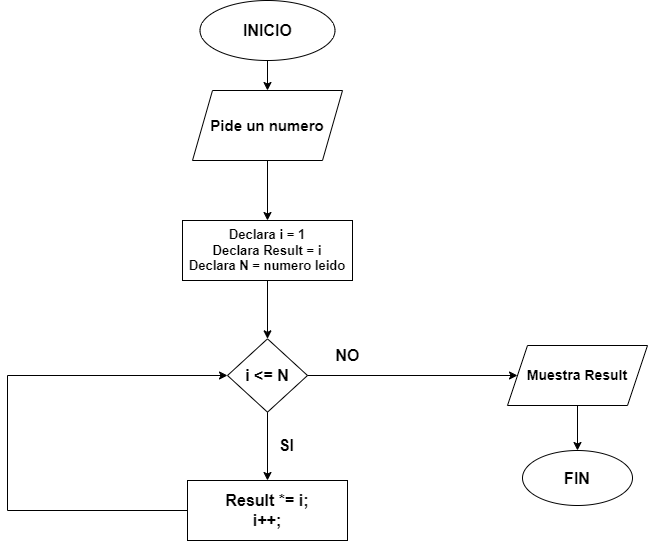 INICIO
Pide un numero
Declara i = 1
Declara Result = i
Declara N = numero leido
i <= N
NO
Muestra Result
SI
FIN
Result *= i;
i++;